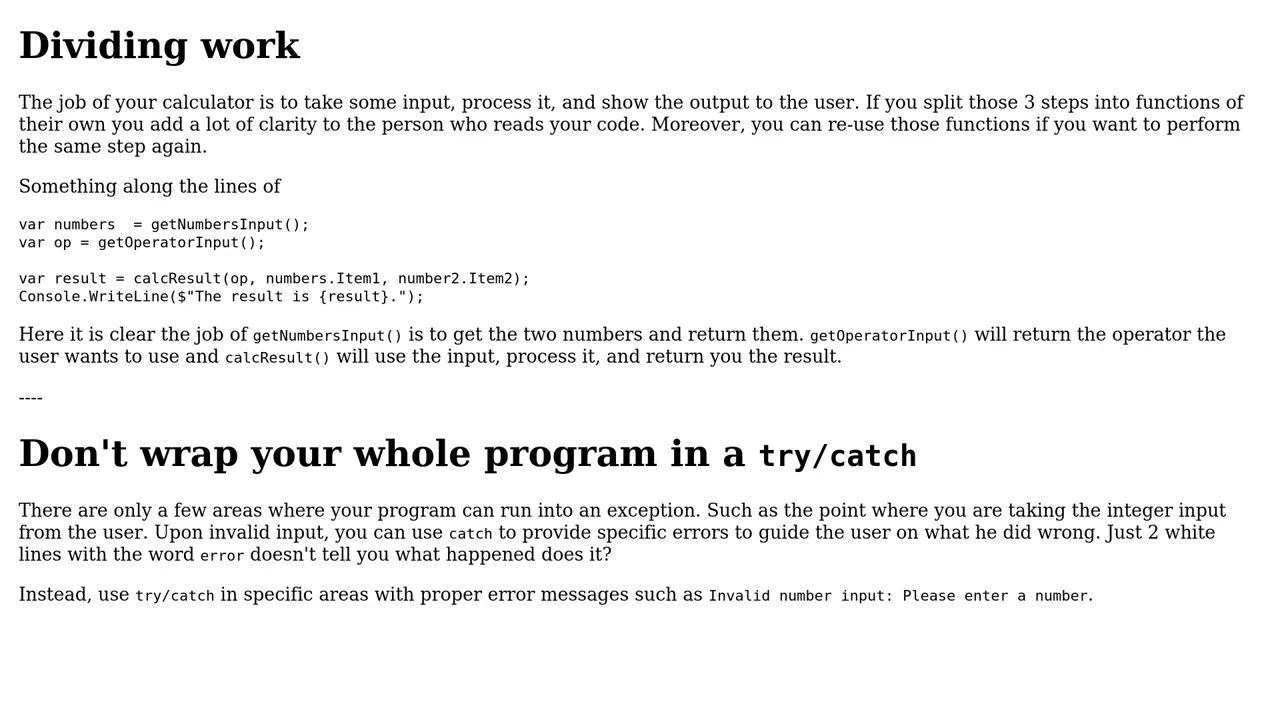 Dividing work
The job of your calculator is to take some input, process it, and show the output to the user. If you split those 3 steps into functions of
their own you add a lot of clarity to the person who reads your code. Moreover, you can re-use those functions if you want to perform
the same step again.
Something along the lines of
var numbers  = getNumbersInput();
var op = getOperatorInput();
var result = calcResult(op, numbers.Item1, number2.Item2);
Console.WriteLine($"The result is {result}.");
Here it is clear the job of getNumbersInput() is to get the two numbers and return them. getOperatorInput() will return the operator the
user wants to use and calcResult() will use the input, process it, and return you the result.
----
Don't wrap your whole program in a try/catch
There are only a few areas where your program can run into an exception. Such as the point where you are taking the integer input
from the user. Upon invalid input, you can use catch to provide specific errors to guide the user on what he did wrong. Just 2 white
lines with the word error doesn't tell you what happened does it?
Instead, use try/catch in specific areas with proper error messages such as Invalid number input: Please enter a number.